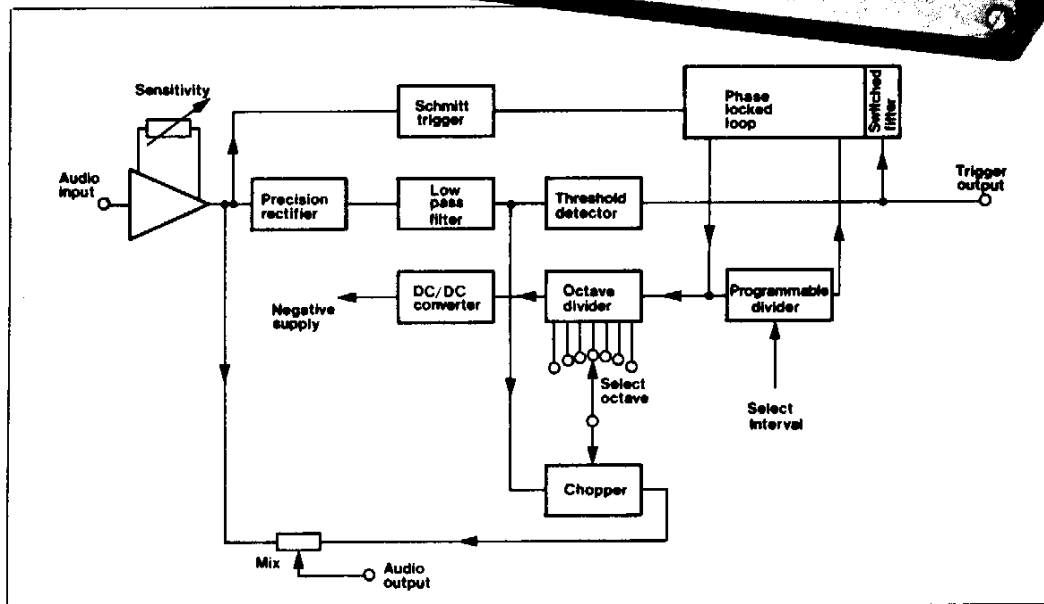 Sensitivity
Audio
input
Schmitt
trigger
Phase
locked
loop
Switched
filter
Precision
rectifier
Low
pass
filter
Threshold
detector
Trigger
output
Negative
supply
DC/DC
converter
Octave
divider
Programmable
divider
Select
octave
Select
interval
Chopper
Mix
Audio
output